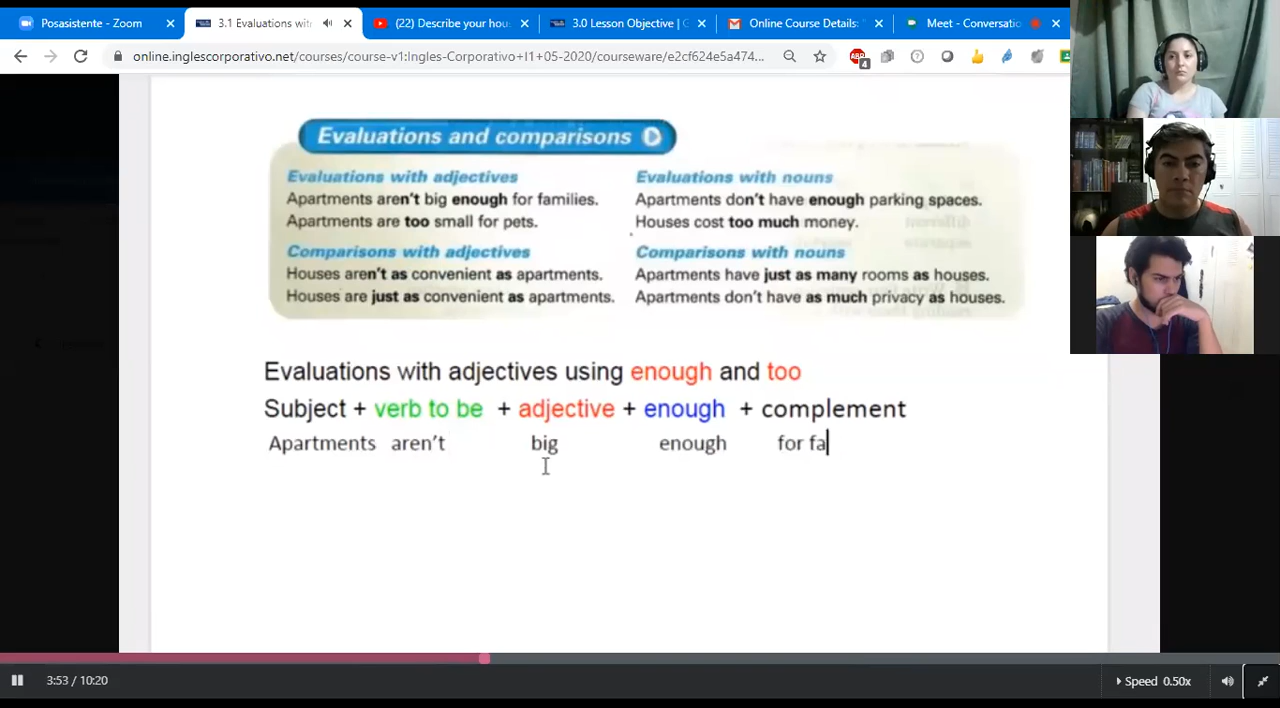 Posasistente - Zoom
3.1 Evaluations wit
(22) Describe your hou
3.0 Lesson Objective | C
Online Course Details:
Meet - Conversatio
online.inglescorporativo.net/courses/course-v1:Ingles-Corporativo+I1+05-2020/courseware/e2cf624e5a474...
4
Evaluations and comparisons
Evaluations with adjectives
Apartments aren't big enough for families.
Apartments are too small for pets.
Evaluations with nouns
Apartments don't have enough parking spaces.
Houses cost too much money.
Comparisons with adjectives
Houses aren't as convenient as apartments.
Houses are just as convenient as apartments.
Comparisons with nouns
Apartments have just as many rooms as houses.
Apartments don't have as much privacy as houses.
Evaluations with adjectives using enough and too
Subject + verb to be + adjective + enough + complement
Apartments aren't big enough for fa
3:53 / 10:20
Speed 0.50x